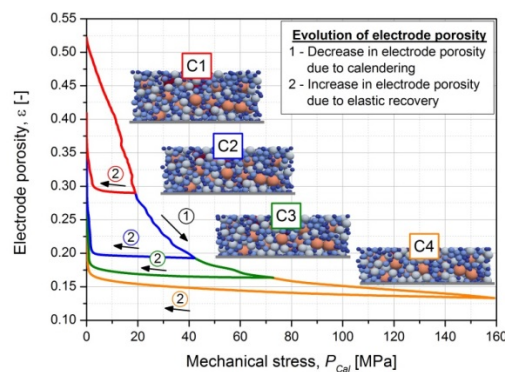 Evolution of electrode porosity
1 - Decrease in electrode porosity
due to calendering
2 - Increase in electrode porosity
due to elastic recovery
C1
C2
C3
C4
2
2
1
2
2
0.55
0.50
0.45
0.40
0.35
0.30
0.25
0.20
0.15
0.10
Electrode porosity, ε [-]
0
20
40
60
80
100
120
140
160
Mechanical stress, P_Cal [MPa]